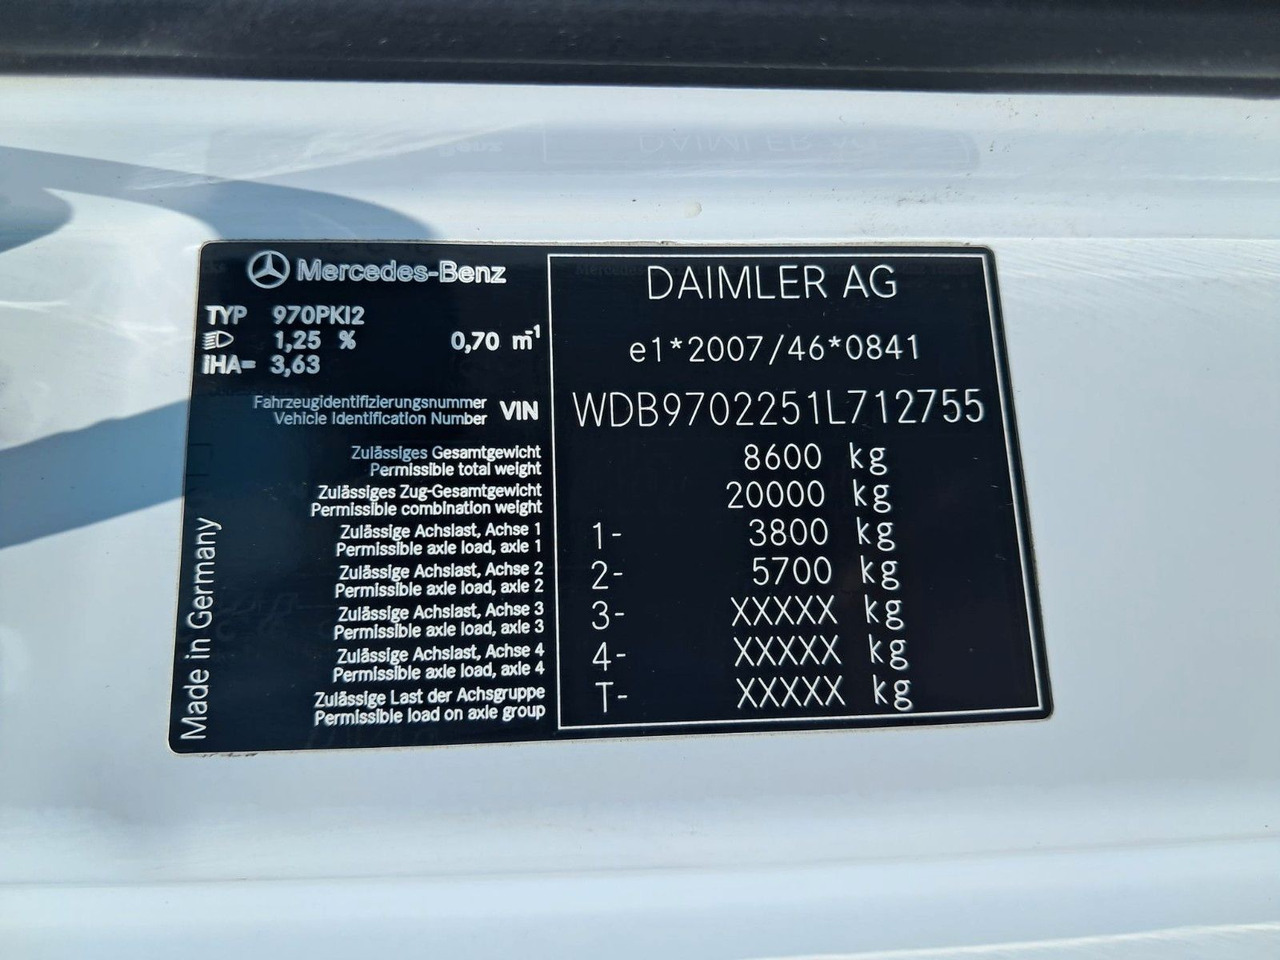 Mercedes-Benz
TYP 970PKI2
1,25 % 0,70 m-1
IHA= 3,63
Fahrzeugidentifizierungsnummer
Vehicle Identification Number VIN
Zulässiges Gesamtgewicht
Permissible total weight
Zulässiges Zug-Gesamtgewicht
Permissible combination weight
Zulässige Achslast, Achse 1
Permissible axle load, axle 1
Zulässige Achslast, Achse 2
Permissible axle load, axle 2
Zulässige Achslast, Achse 3
Permissible axle load, axle 3
Zulässige Achslast, Achse 4
Permissible axle load, axle 4
Zulässige Last der Achsgruppe
Permissible load on axle group
Made in Germany
DAIMLER AG
e1*2007/46*0841
WDB9702251L712755
8600 kg
20000 kg
1- 3800 kg
2- 5700 kg
3- XXXXX kg
4- XXXXX kg
T- XXXXX kg